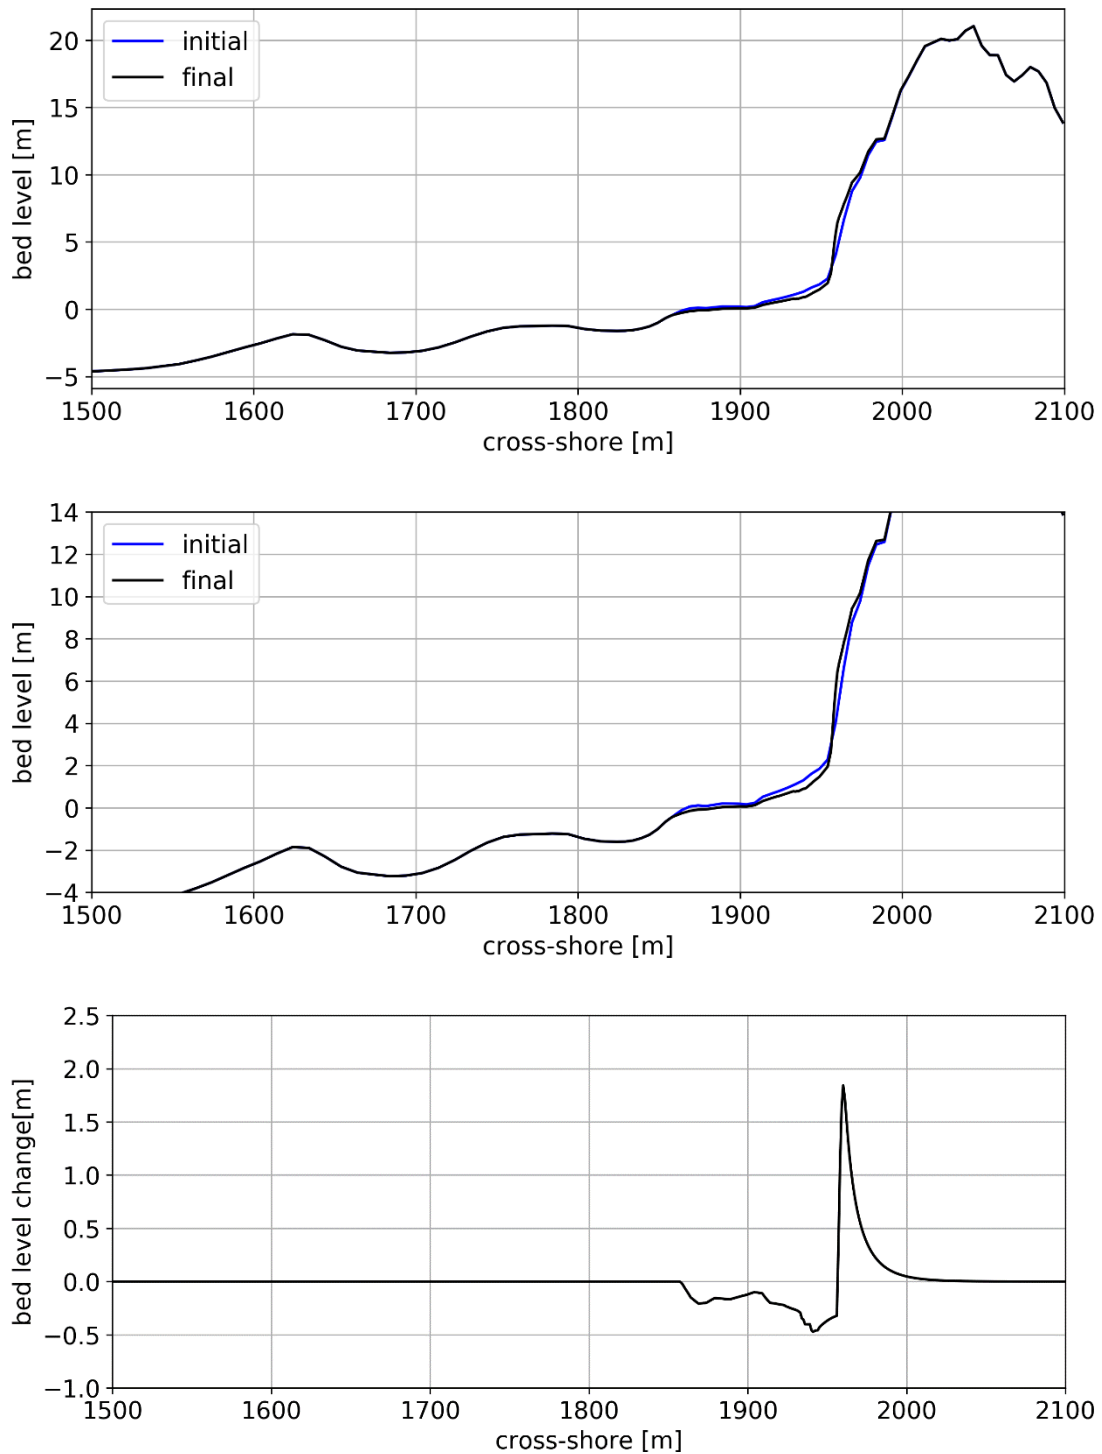 20
15
10
5
0
−5
bed level [m]
initial
final
1500 1600 1700 1800 1900 2000 2100
cross-shore [m]
14
12
10
8
6
4
2
0
−2
−4
bed level [m]
initial
final
1500 1600 1700 1800 1900 2000 2100
cross-shore [m]
2.5
2.0
1.5
1.0
0.5
0.0
−0.5
−1.0
bed level change[m]
1500 1600 1700 1800 1900 2000 2100
cross-shore [m]